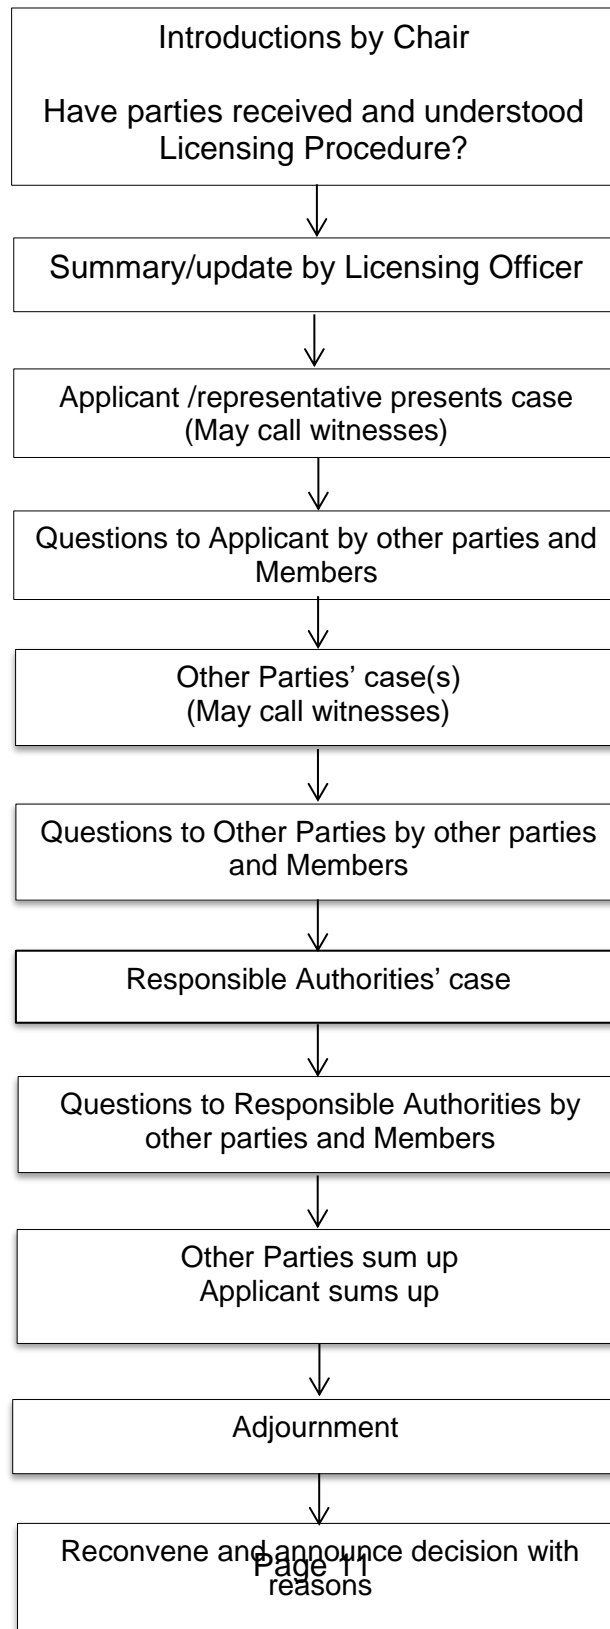 Introductions by Chair
Have parties received and understood
Licensing Procedure?
Summary/update by Licensing Officer
Applicant /representative presents case
(May call witnesses)
Questions to Applicant by other parties and
Members
Other Parties’ case(s)
(May call witnesses)
Questions to Other Parties by other parties
and Members
Responsible Authorities’ case
Questions to Responsible Authorities by
other parties and Members
Other Parties sum up
Applicant sums up
Adjournment
Reconvene and announce decision with
Page 11
reasons